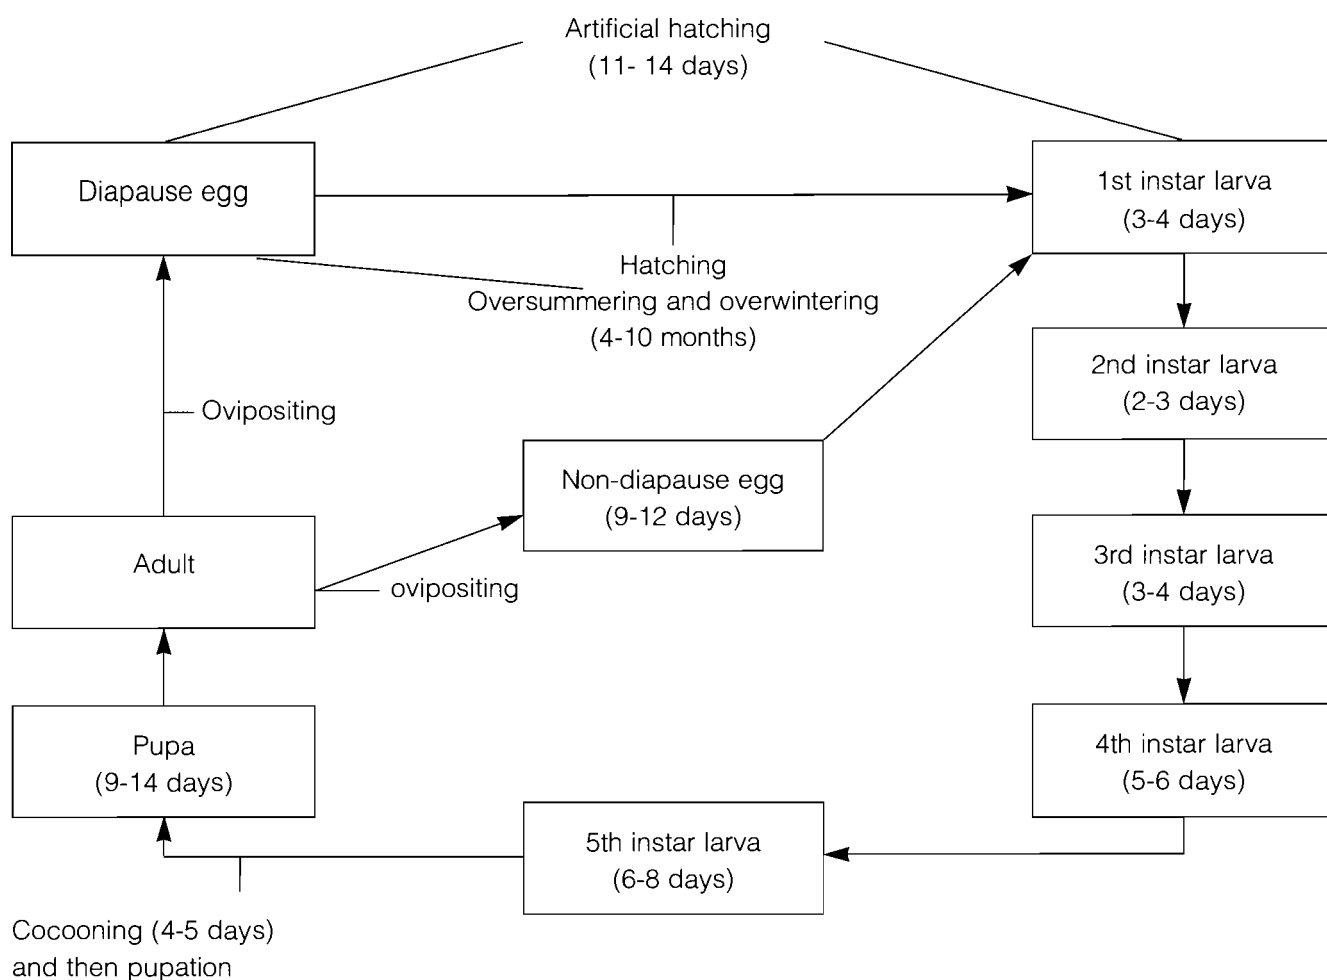 Artificial hatching
(11- 14 days)
Diapause egg
1st instar larva
(3-4 days)
Hatching
Oversummering and overwintering
(4-10 months)
2nd instar larva
(2-3 days)
Ovipositing
Non-diapause egg
(9-12 days)
Adult
ovipositing
3rd instar larva
(3-4 days)
Pupa
(9-14 days)
4th instar larva
(5-6 days)
5th instar larva
(6-8 days)
Cocooning (4-5 days)
and then pupation